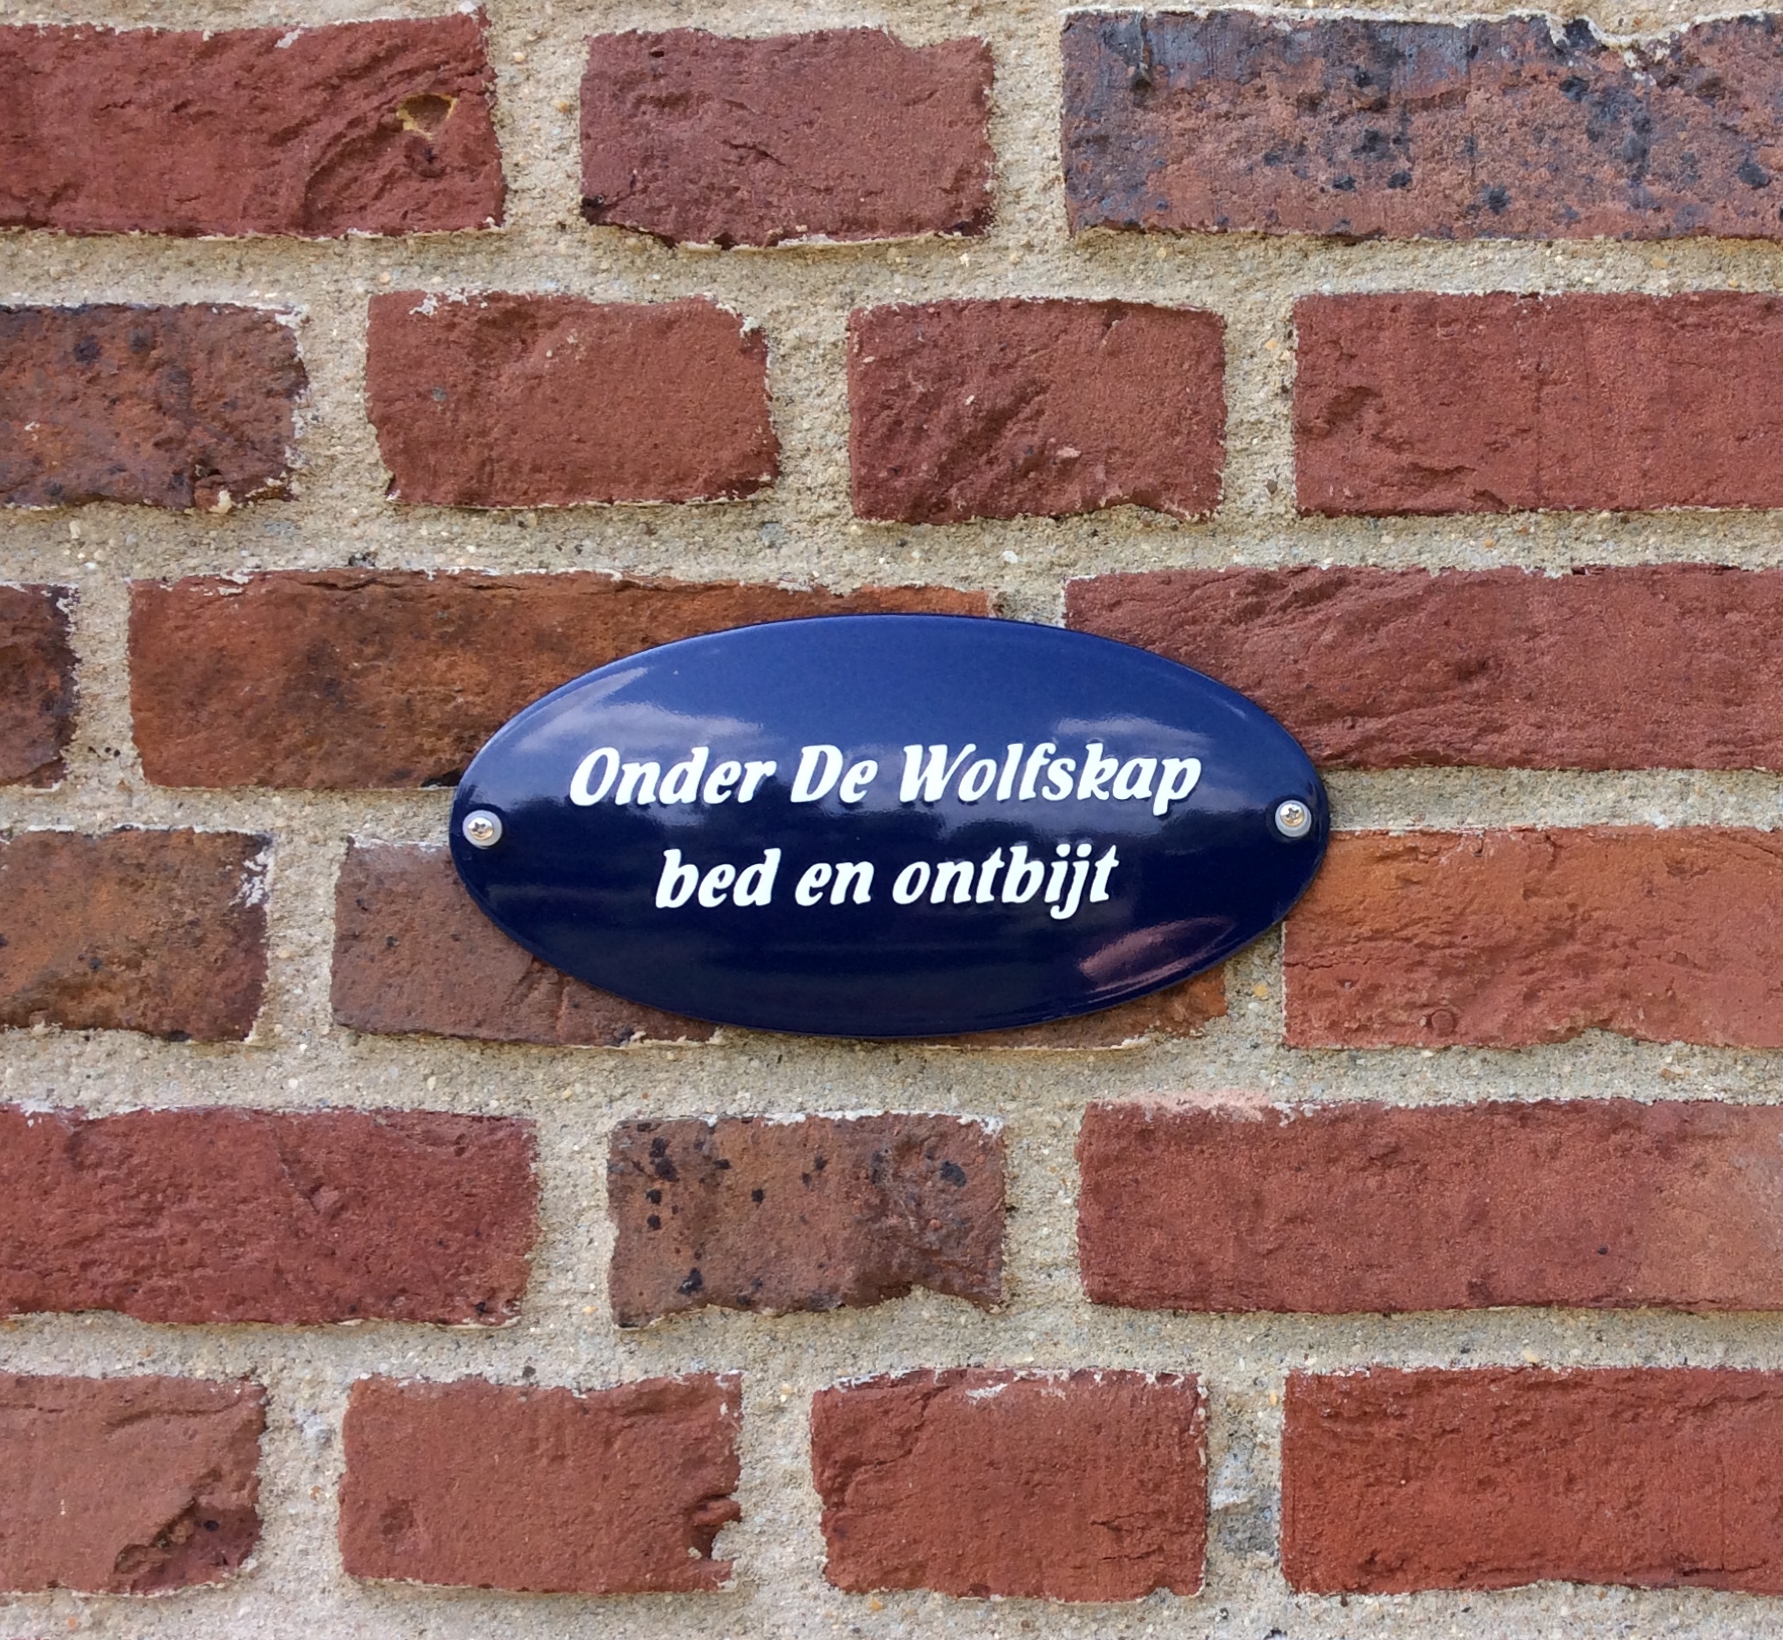 Onder De Wolfskap
bed en ontbijt